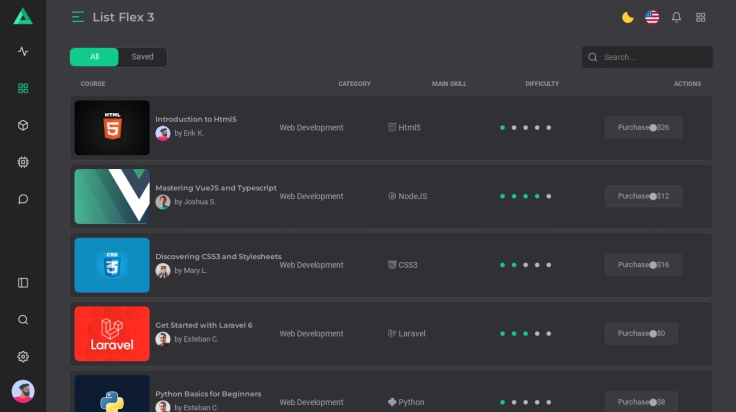 List Flex 3
All Saved
Search...
COURSE CATEGORY MAIN SKILL DIFFICULTY ACTIONS
HTML
5
Introduction to Html5
by Erik K.
Web Development
Html5
Purchase $26
Mastering VueJS and Typescript
by Joshua S.
Web Development
NodeJS
Purchase $12
CSS
3
Discovering CSS3 and Stylesheets
by Mary L.
Web Development
CSS3
Purchase $16
Laravel
Get Started with Laravel 6
by Esteban C.
Web Development
Laravel
Purchase $0
Python Basics for Beginners
by Esteban C.
Web Development
Python
Purchase $8